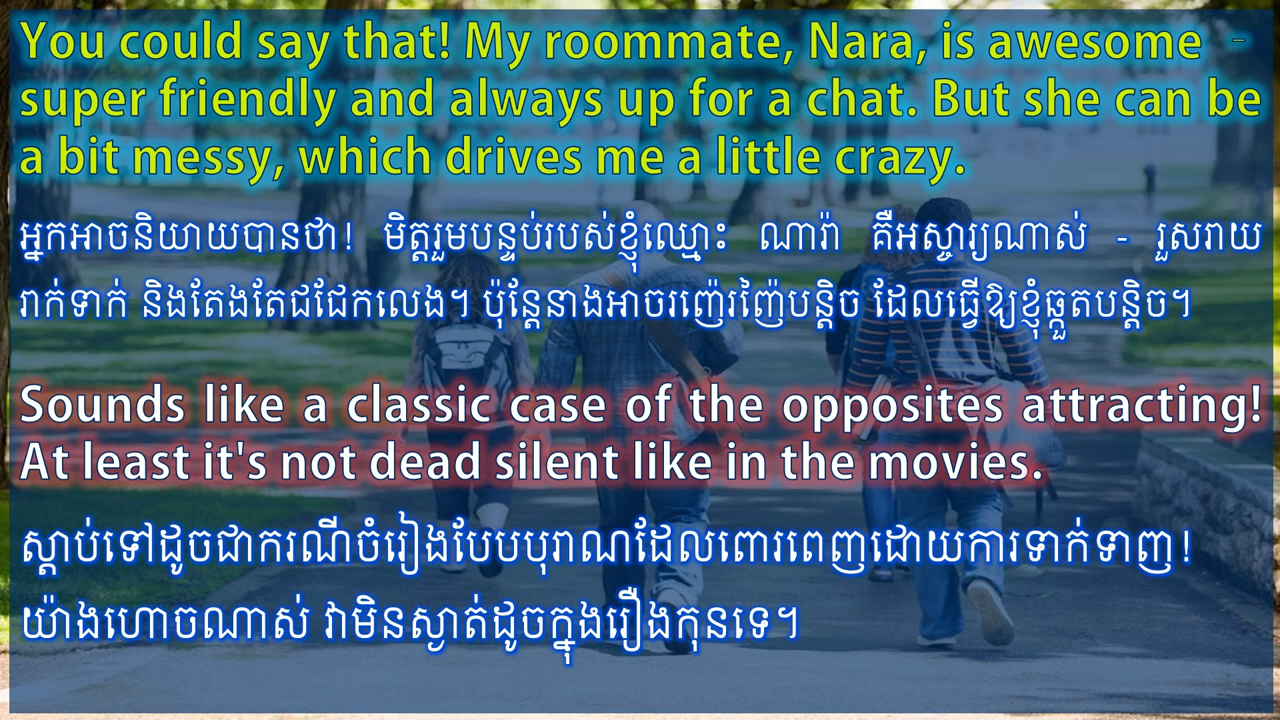 You could say that! My roommate, Nara, is awesome -
super friendly and always up for a chat. But she can be
a bit messy, which drives me a little crazy.
អ្នកអាចនិយាយបានថា! មិត្តរួមបន្ទប់របស់ខ្ញុំឈ្មោះ ណារ៉ា គឺអស្ចារ្យណាស់ - រួសរាយ
រាក់ទាក់ និងតែងតែជជែកលេង។ ប៉ុន្តែនាងអាចរញ៉េរញ៉ៃបន្តិច ដែលធ្វើឱ្យខ្ញុំឆ្កួតបន្តិច។
Sounds like a classic case of the opposites attracting!
At least it's not dead silent like in the movies.
ស្តាប់ទៅដូចជាករណីចំរៀងបែបបុរាណដែលពោរពេញដោយការទាក់ទាញ!
យ៉ាងហោចណាស់ វាមិនស្ងាត់ដូចក្នុងរឿងកុនទេ។